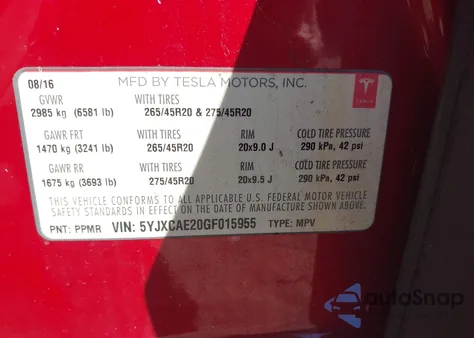 08/16 MFD BY TESLA MOTORS, INC.
GVWR WITH TIRES
2985 kg (6581 lb) 265/45R20 & 275/45R20
TESLA
GAWR FRT WITH TIRES RIM COLD TIRE PRESSURE
1470 kg (3241 lb) 265/45R20 20x9.0 J 290 kPa, 42 psi
GAWR RR WITH TIRES RIM COLD TIRE PRESSURE
1675 kg (3693 lb) 275/45R20 20x9.5 J 290 kPa, 42 psi
THIS VEHICLE CONFORMS TO ALL APPLICABLE U.S. FEDERAL MOTOR VEHICLE
SAFETY STANDARDS IN EFFECT ON THE DATE OF MANUFACTURE SHOWN ABOVE.
PNT: PPMR VIN: 5YJXCAE20GF015955 TYPE: MPV
autoSnap